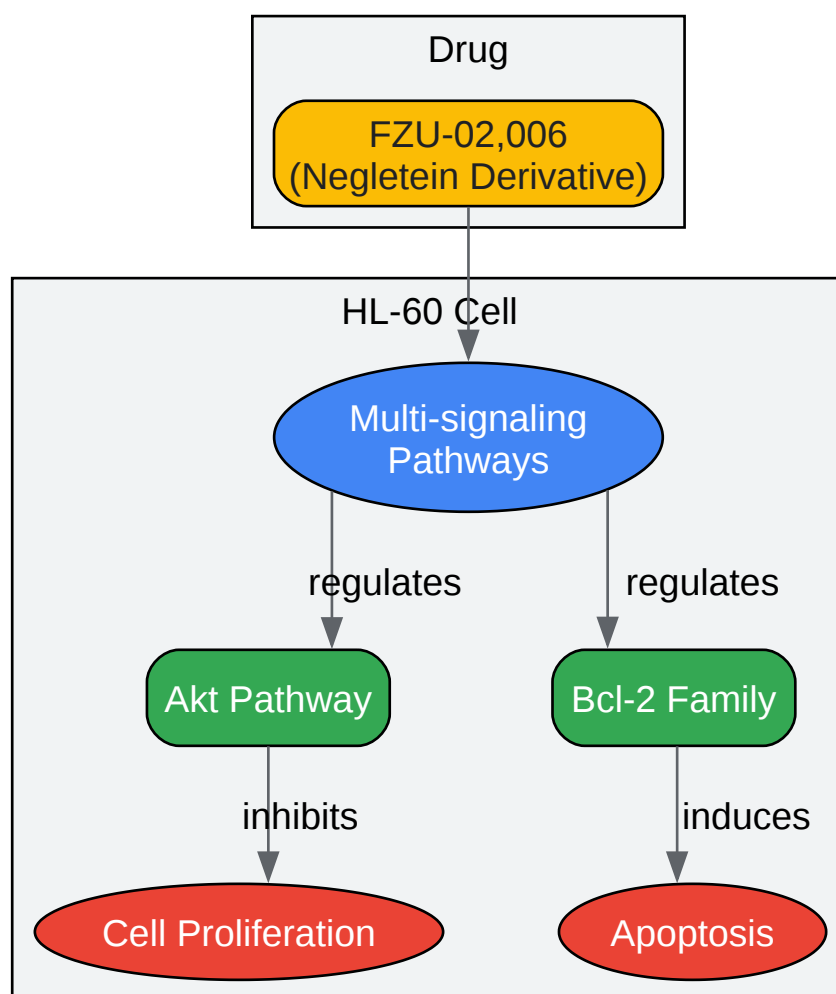 Drug
FZU-02,006
(Negletein Derivative)
HL-60 Cell
Multi-signaling
Pathways
regulates
regulates
Akt Pathway
Bcl-2 Family
inhibits
induces
Cell Proliferation
Apoptosis